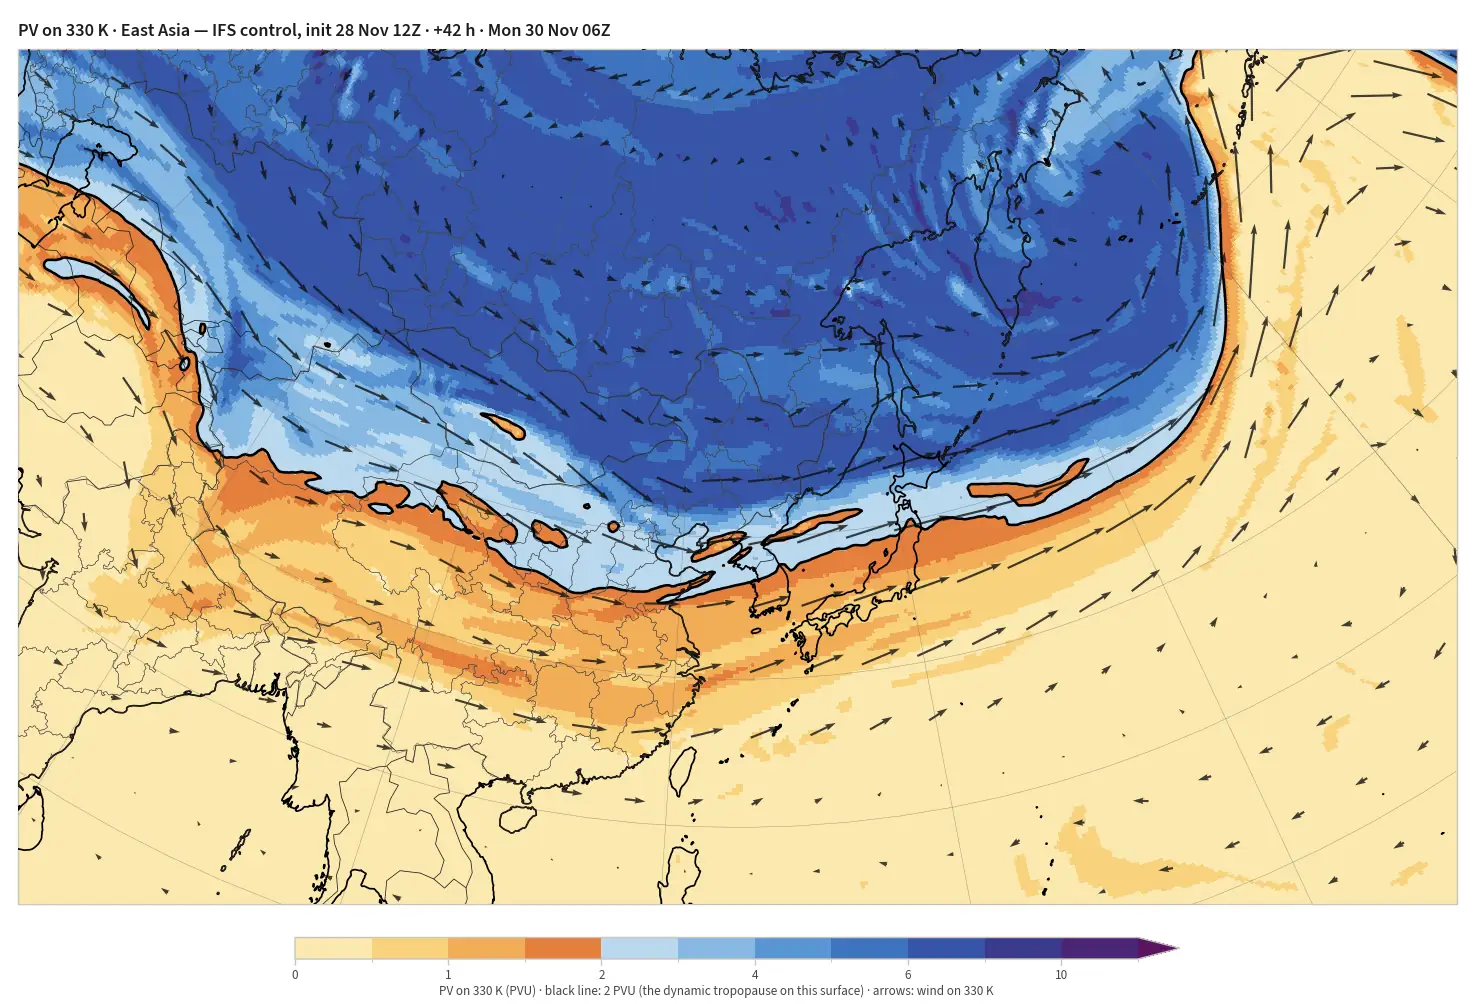 PV on 330 K · East Asia — IFS control, init 28 Nov 12Z · +42 h · Mon 30 Nov 06Z
0 1 2 4 6 10
PV on 330 K (PVU) · black line: 2 PVU (the dynamic tropopause on this surface) · arrows: wind on 330 K